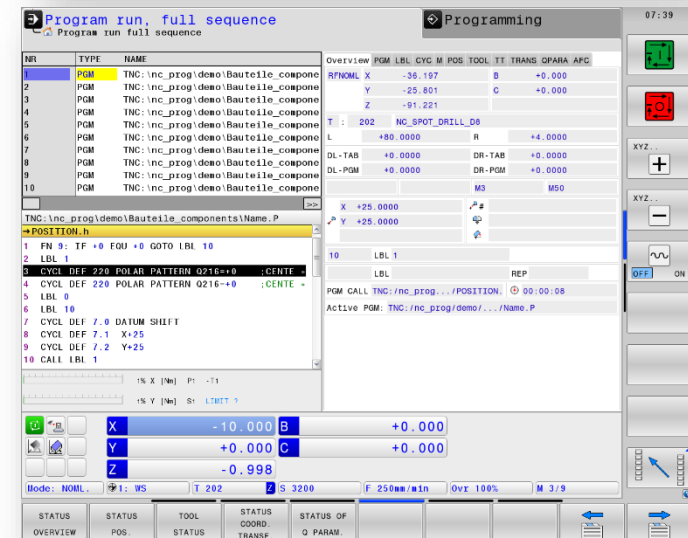 Program run, full sequence
Program run full sequence
Programming
07:39
NR TYPE NAME
1 PGM TNC:\nc_prog\demo\Bauteile_compone
2 PGM TNC:\nc_prog\demo\Bauteile_compone
3 PGM TNC:\nc_prog\demo\Bauteile_compone
4 PGM TNC:\nc_prog\demo\Bauteile_compone
5 PGM TNC:\nc_prog\demo\Bauteile_compone
6 PGM TNC:\nc_prog\demo\Bauteile_compone
7 PGM TNC:\nc_prog\demo\Bauteile_compone
8 PGM TNC:\nc_prog\demo\Bauteile_compone
9 PGM TNC:\nc_prog\demo\Bauteile_compone
10 PGM TNC:\nc_prog\demo\Bauteile_compone
>>
TNC:\nc_prog\demo\Bauteile_components\Name.P
→POSITION.h
1 FN 9: IF +0 EQU +0 GOTO LBL 10
2 LBL 1
3 CYCL DEF 220 POLAR PATTERN Q216=+0 ;CENTE »
4 CYCL DEF 220 POLAR PATTERN Q216=+0 ;CENTE »
5 LBL 0
6 LBL 10
7 CYCL DEF 7.0 DATUM SHIFT
8 CYCL DEF 7.1 X+25
9 CYCL DEF 7.2 Y+25
10 CALL LBL 1
Overview PGM LBL CYC M POS TOOL TT TRANS QPARA AFC
RFNOML X -36.197 B +0.000
Y -25.801 C +0.000
Z -91.221
T : 202 NC_SPOT_DRILL_D8
L +80.0000 R +4.0000
DL-TAB +0.0000 DR-TAB +0.0000
DL-PGM +0.0000 DR-PGM +0.0000
M3 M50
X +25.0000
Y +25.0000
10 LBL 1
LBL REP
PGM CALL TNC:/nc_prog.../POSITION. 00:00:08
Active PGM: TNC:/nc_prog/demo/.../Name.P
XYZ..
+
XYZ..
−
OFF ON
1% X [Nm] P1 -T1
1% Y [Nm] S1 LIMIT ?
X -10.000 B +0.000
Y +0.000 C +0.000
Z -0.998
Mode: NOML. 1: WS T 202 Z S 3200 F 250mm/min Ovr 100% M 3/9
STATUS OVERVIEW
STATUS POS.
TOOL STATUS
STATUS COORD. TRANSF.
STATUS OF Q PARAM.